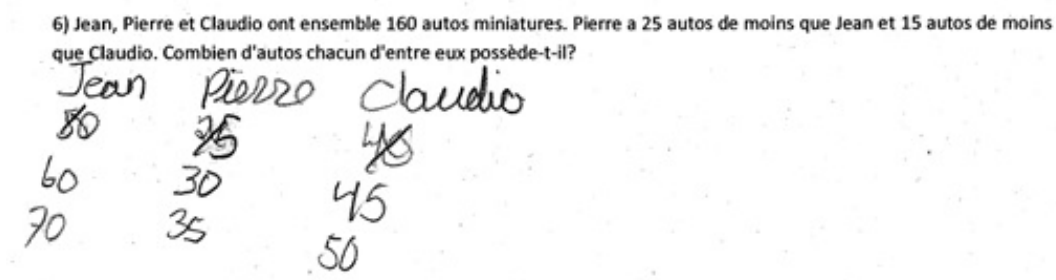 6) Jean, Pierre et Claudio ont ensemble 160 autos miniatures. Pierre a 25 autos de moins que Jean et 15 autos de moins
que Claudio. Combien d'autos chacun d'entre eux possède-t-il?
Jean Pierre Claudio
50 25 40
60 30 45
70 35 50